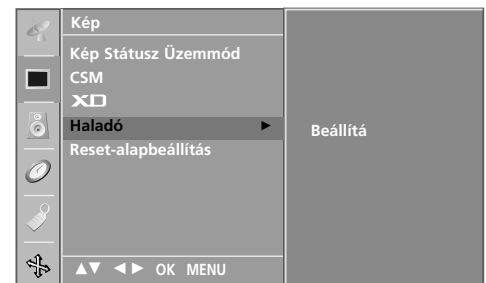 Kép
Kép Státusz Üzemmód
CSM
XD
Haladó ►
Beállítá
Reset-alapbeállítás
▲▼ ◄► OK MENU